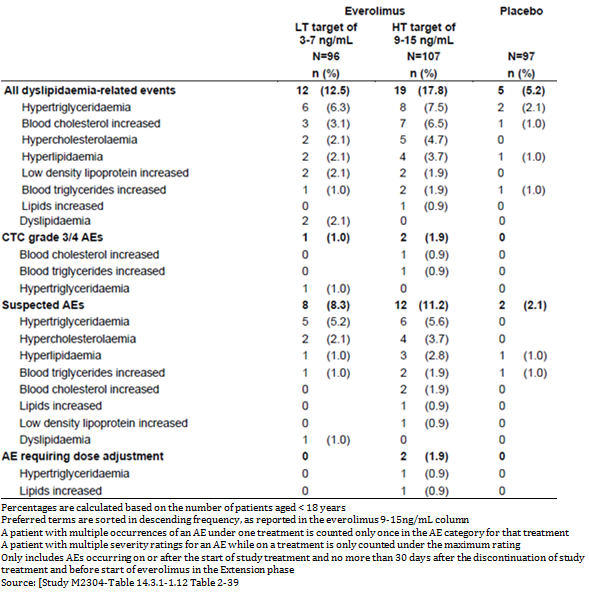 Everolimus Placebo
LT target of HT target of
3-7 ng/mL 9-15 ng/mL
N=96 N=107 N=97
n (%) n (%) n (%)
All dyslipidaemia-related events 12 (12.5) 19 (17.8) 5 (5.2)
Hypertriglyceridaemia 6 (6.3) 8 (7.5) 2 (2.1)
Blood cholesterol increased 3 (3.1) 7 (6.5) 1 (1.0)
Hypercholesterolaemia 2 (2.1) 5 (4.7) 0
Hyperlipidaemia 2 (2.1) 4 (3.7) 1 (1.0)
Low density lipoprotein increased 2 (2.1) 2 (1.9) 0
Blood triglycerides increased 1 (1.0) 2 (1.9) 1 (1.0)
Lipids increased 0 1 (0.9) 0
Dyslipidaemia 2 (2.1) 0 0
CTC grade 3/4 AEs 1 (1.0) 2 (1.9) 0
Blood cholesterol increased 0 1 (0.9) 0
Blood triglycerides increased 0 1 (0.9) 0
Hypertriglyceridaemia 1 (1.0) 0 0
Suspected AEs 8 (8.3) 12 (11.2) 2 (2.1)
Hypertriglyceridaemia 5 (5.2) 6 (5.6) 0
Hypercholesterolaemia 2 (2.1) 4 (3.7) 0
Hyperlipidaemia 1 (1.0) 3 (2.8) 1 (1.0)
Blood triglycerides increased 1 (1.0) 2 (1.9) 1 (1.0)
Blood cholesterol increased 0 2 (1.9) 0
Lipids increased 0 1 (0.9) 0
Low density lipoprotein increased 0 1 (0.9) 0
Dyslipidaemia 1 (1.0) 0 0
AE requiring dose adjustment 0 2 (1.9) 0
Hypertriglyceridaemia 0 1 (0.9) 0
Lipids increased 0 1 (0.9) 0
Percentages are calculated based on the number of patients aged < 18 years
Preferred terms are sorted in descending frequency, as reported in the everolimus 9-15ng/mL column
A patient with multiple occurrences of an AE under one treatment is counted only once in the AE category for that treatment
A patient with multiple severity ratings for an AE while on a treatment is only counted under the maximum rating
Only includes AEs occurring on or after the start of study treatment and no more than 30 days after the discontinuation of study
treatment and before start of everolimus in the Extension phase
Source: [Study M2304-Table 14.3.1-1.12 Table 2-39